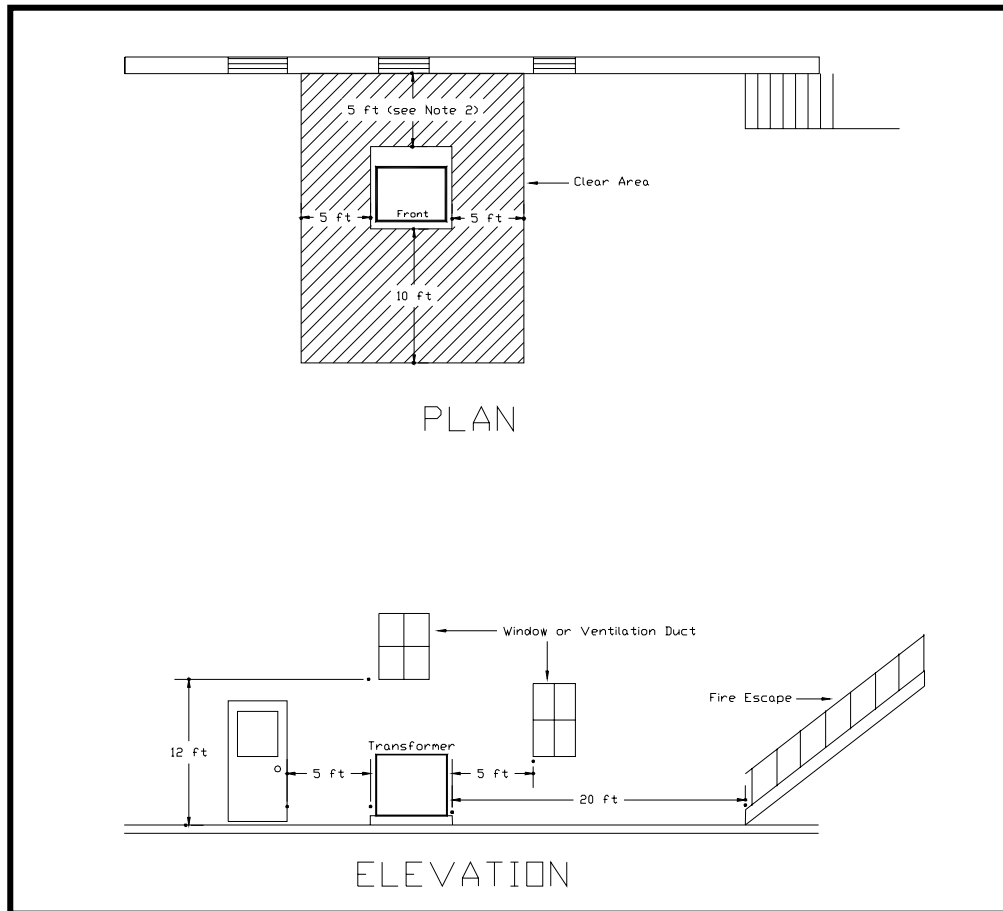 5 ft (see Note 2)
Clear Area
5 ft
Front
5 ft
10 ft
PLAN
Window or Ventilation Duct
Fire Escape
Transformer
12 ft
5 ft
5 ft
20 ft
ELEVATION